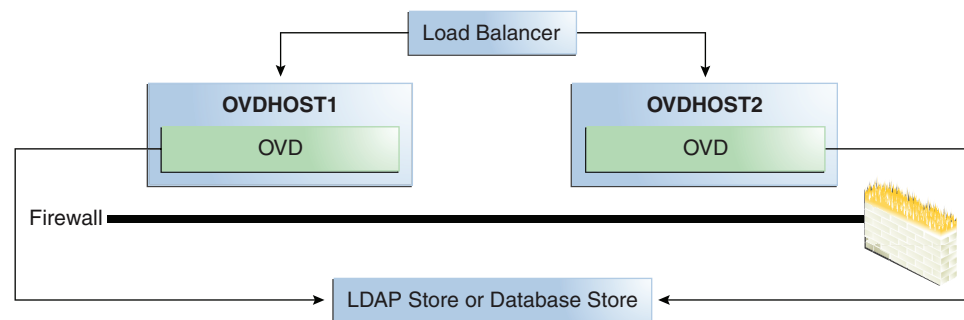 Load Balancer
OVDHOST1
OVDHOST2
OVD
OVD
Firewall
LDAP Store or Database Store